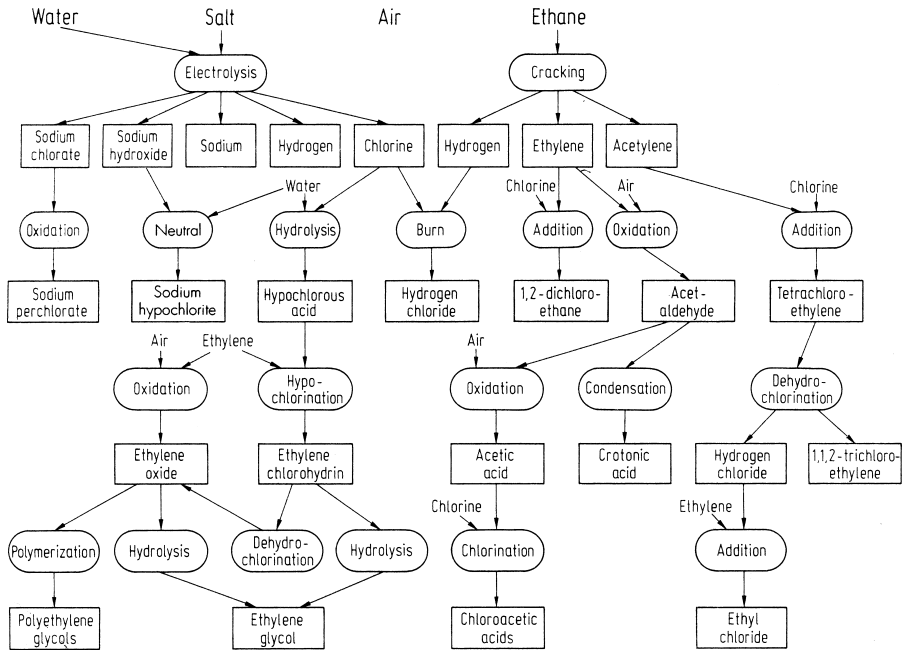 Water
Salt
Air
Ethane
Electrolysis
Cracking
Sodium
chlorate
Sodium
hydroxide
Sodium
Hydrogen
Chlorine
Hydrogen
Ethylene
Acetylene
Water
Chlorine
Air
Chlorine
Oxidation
Neutral
Hydrolysis
Burn
Addition
Oxidation
Addition
Sodium
perchlorate
Sodium
hypochlorite
Hypochlorous
acid
Hydrogen
chloride
1,2-dichloro-
ethane
Acet-
aldehyde
Tetrachloro-
ethylene
Air
Ethylene
Air
Oxidation
Hypo-
chlorination
Oxidation
Condensation
Dehydro-
chlorination
Ethylene
oxide
Ethylene
chlorohydrin
Acetic
acid
Crotonic
acid
Hydrogen
chloride
1,1,2-trichloro-
ethylene
Chlorine
Ethylene
Polymerization
Hydrolysis
Dehydro-
chlorination
Hydrolysis
Chlorination
Addition
Polyethylene
glycols
Ethylene
glycol
Chloroacetic
acids
Ethyl
chloride